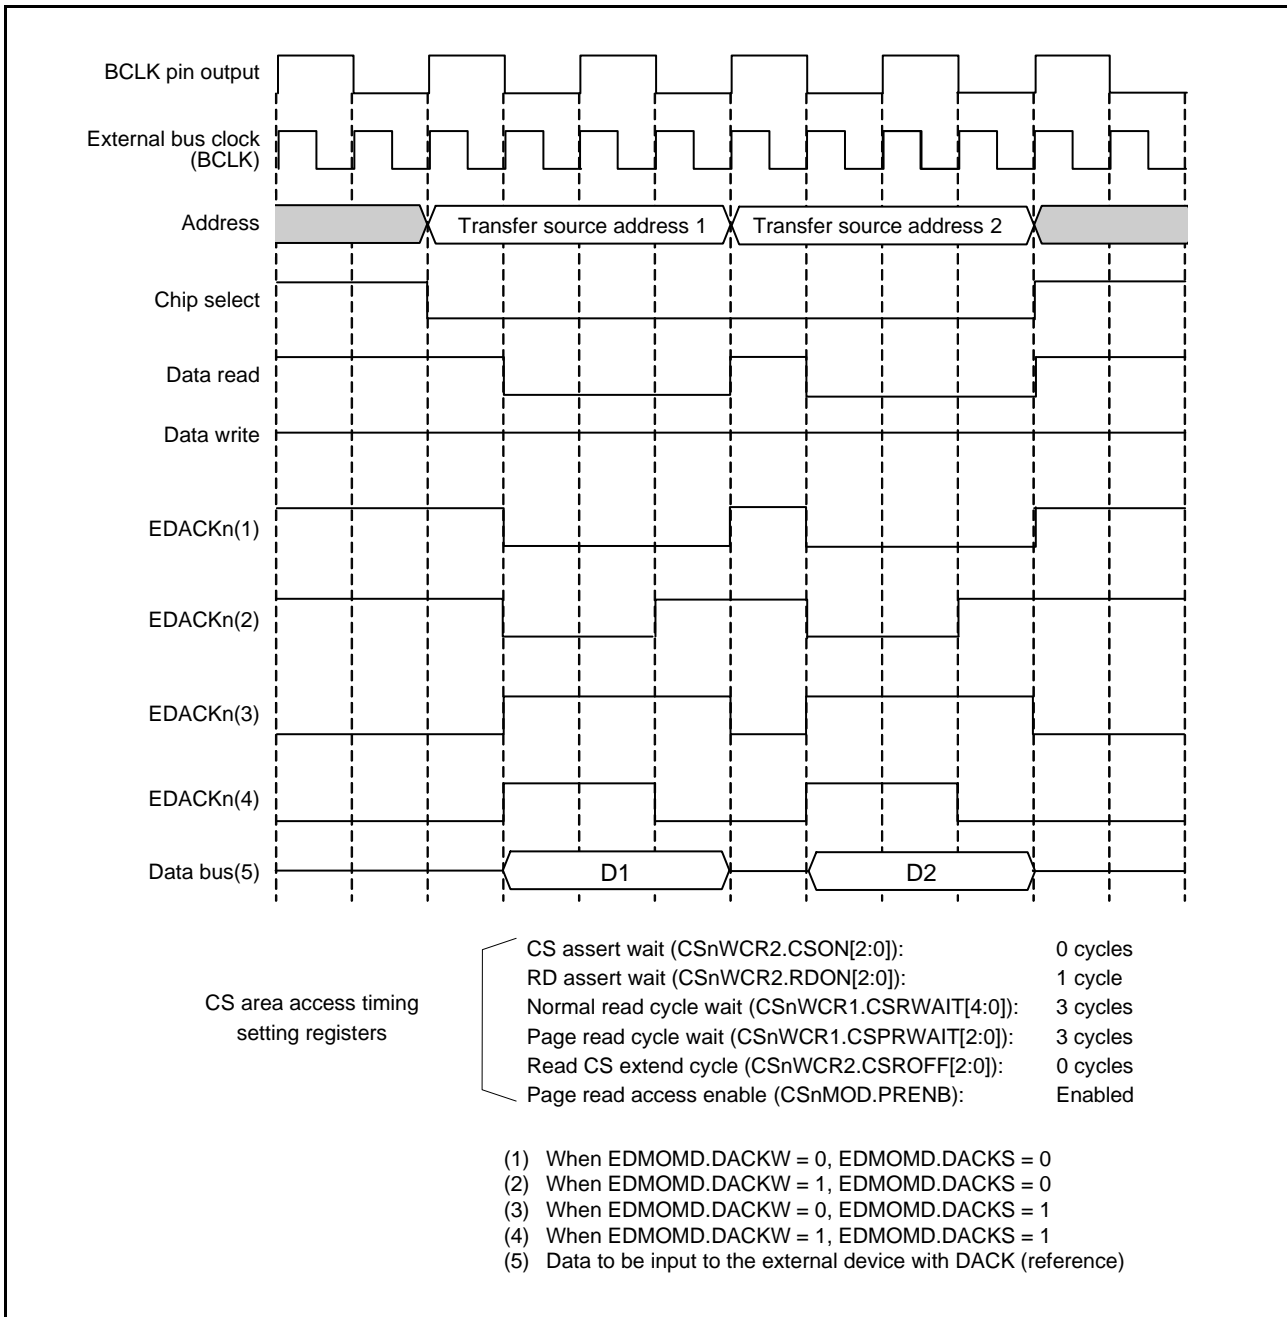 BCLK pin output
External bus clock
(BCLK)
Address
Transfer source address 1
Transfer source address 2
Chip select
Data read
Data write
EDACKn(1)
EDACKn(2)
EDACKn(3)
EDACKn(4)
Data bus(5)
D1
D2
CS area access timing
setting registers
CS assert wait (CSnWCR2.CSON[2:0]): 0 cycles
RD assert wait (CSnWCR2.RDON[2:0]): 1 cycle
Normal read cycle wait (CSnWCR1.CSRWAIT[4:0]): 3 cycles
Page read cycle wait (CSnWCR1.CSPRWAIT[2:0]): 3 cycles
Read CS extend cycle (CSnWCR2.CSROFF[2:0]): 0 cycles
Page read access enable (CSnMOD.PRENB): Enabled
(1) When EDMOMD.DACKW = 0, EDMOMD.DACKS = 0
(2) When EDMOMD.DACKW = 1, EDMOMD.DACKS = 0
(3) When EDMOMD.DACKW = 0, EDMOMD.DACKS = 1
(4) When EDMOMD.DACKW = 1, EDMOMD.DACKS = 1
(5) Data to be input to the external device with DACK (reference)